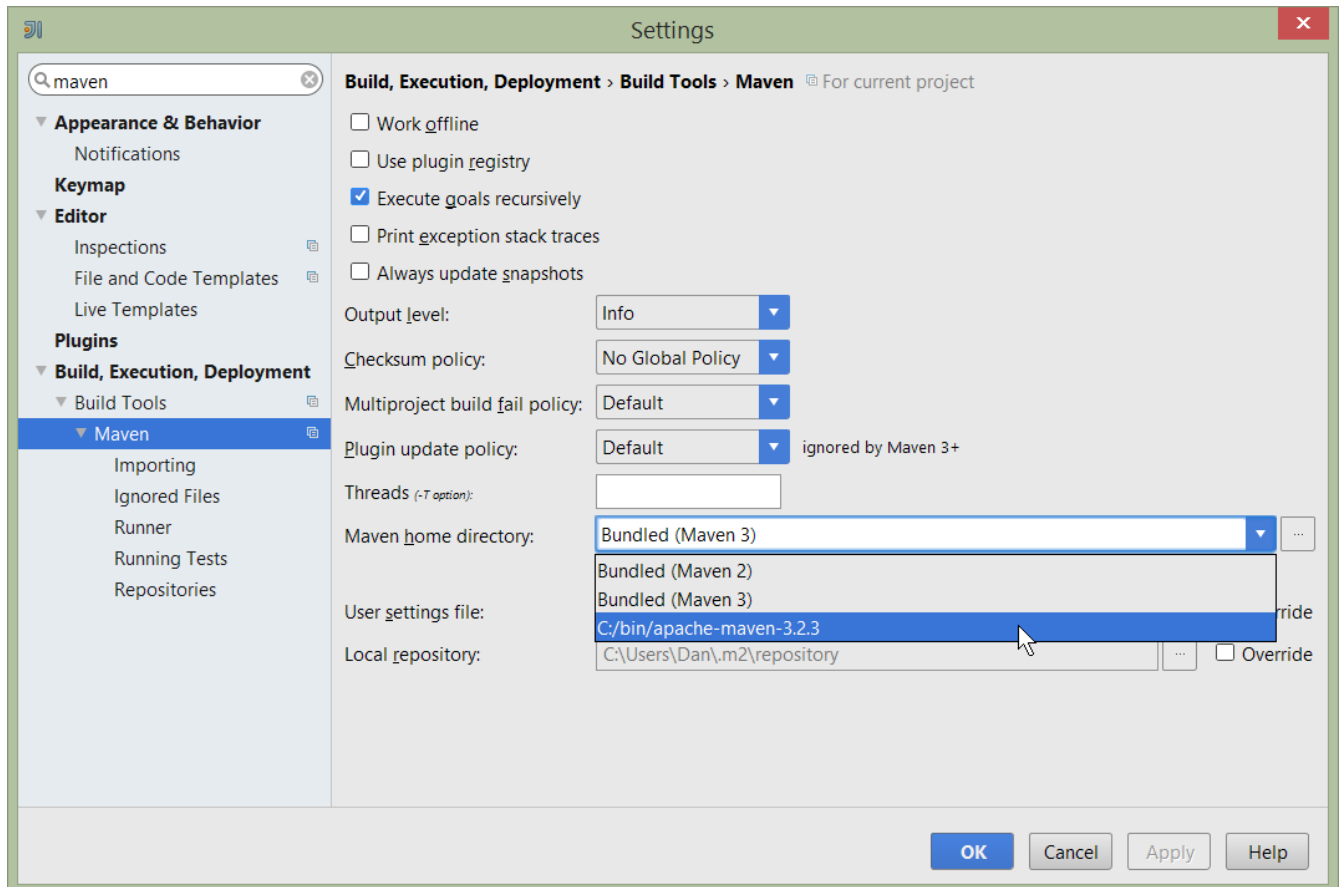 Settings
maven
Appearance & Behavior
Notifications
Keymap
Editor
Inspections
File and Code Templates
Live Templates
Plugins
Build, Execution, Deployment
Build Tools
Maven
Importing
Ignored Files
Runner
Running Tests
Repositories
Build, Execution, Deployment › Build Tools › Maven For current project
Work offline
Use plugin registry
Execute goals recursively
Print exception stack traces
Always update snapshots
Output level: Info
Checksum policy: No Global Policy
Multiproject build fail policy: Default
Plugin update policy: Default ignored by Maven 3+
Threads (-T option):
Maven home directory: Bundled (Maven 3) ...
Bundled (Maven 2)
Bundled (Maven 3)
User settings file: rride
C:/bin/apache-maven-3.2.3
Local repository: C:\Users\Dan\.m2\repository ... Override
OK Cancel Apply Help